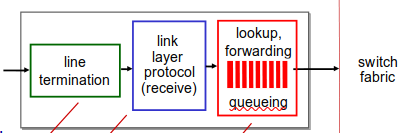 line
termination
link
layer
protocol
(receive)
lookup,
forwarding
queueing
switch
fabric